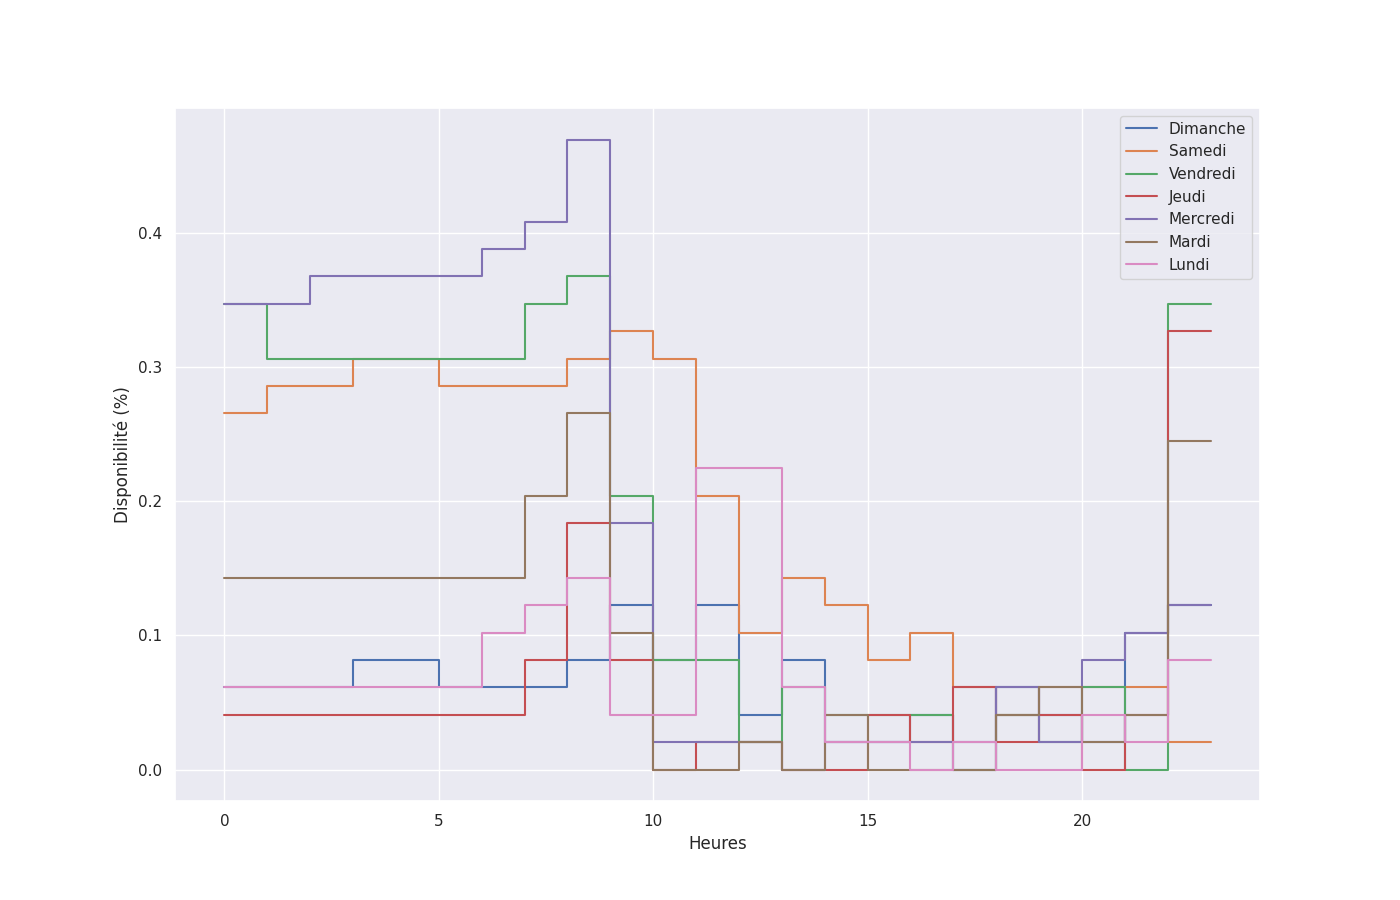 Dimanche
Samedi
Vendredi
Jeudi
Mercredi
Mardi
Lundi
0.4
0.3
0.2
0.1
0.0
Disponibilité (%)
0 5 10 15 20
Heures